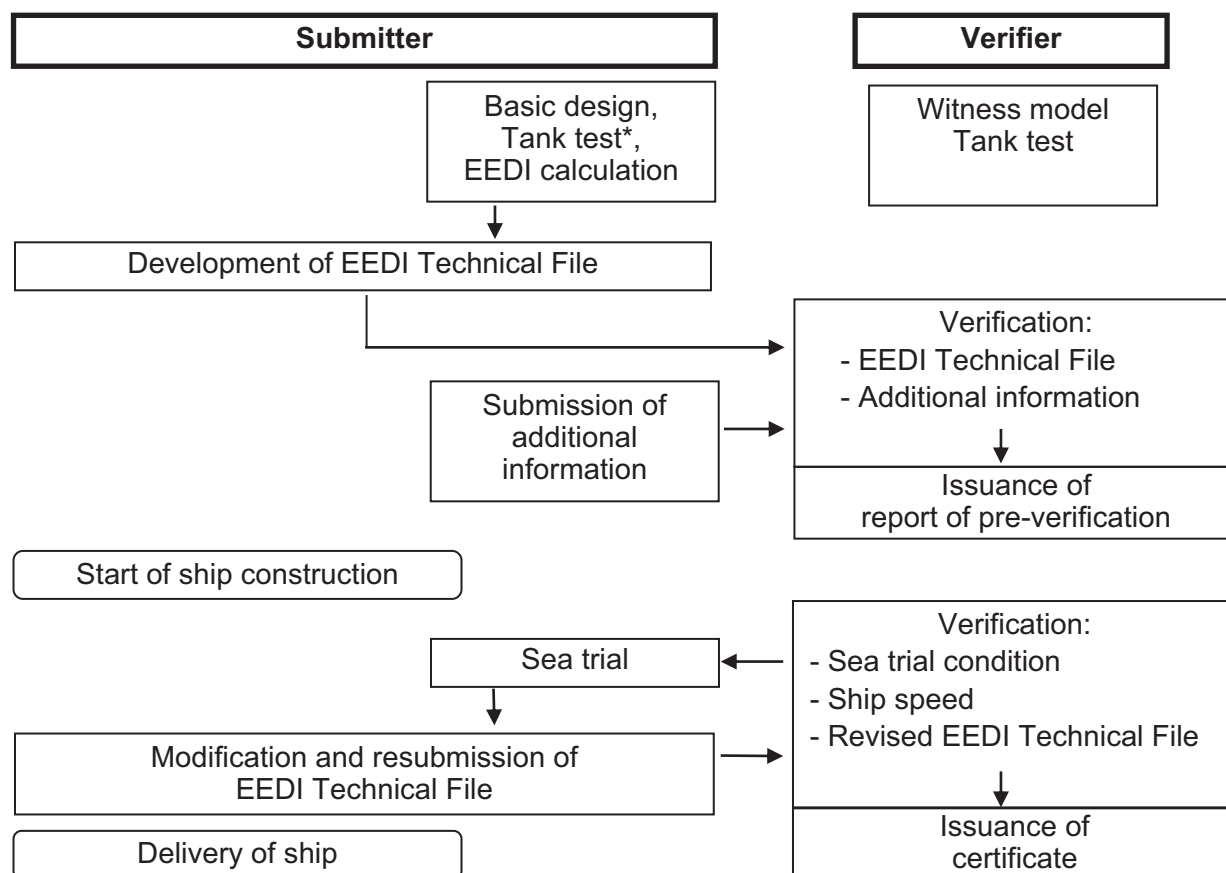 Submitter
Verifier
Basic design,
Tank test*,
EEDI calculation
Witness model
Tank test
Development of EEDI Technical File
Verification:
- EEDI Technical File
- Additional information
Submission of
additional
information
Issuance of
report of pre-verification
Start of ship construction
Verification:
- Sea trial condition
- Ship speed
- Revised EEDI Technical File
Sea trial
Modification and resubmission of
EEDI Technical File
Issuance of
certificate
Delivery of ship